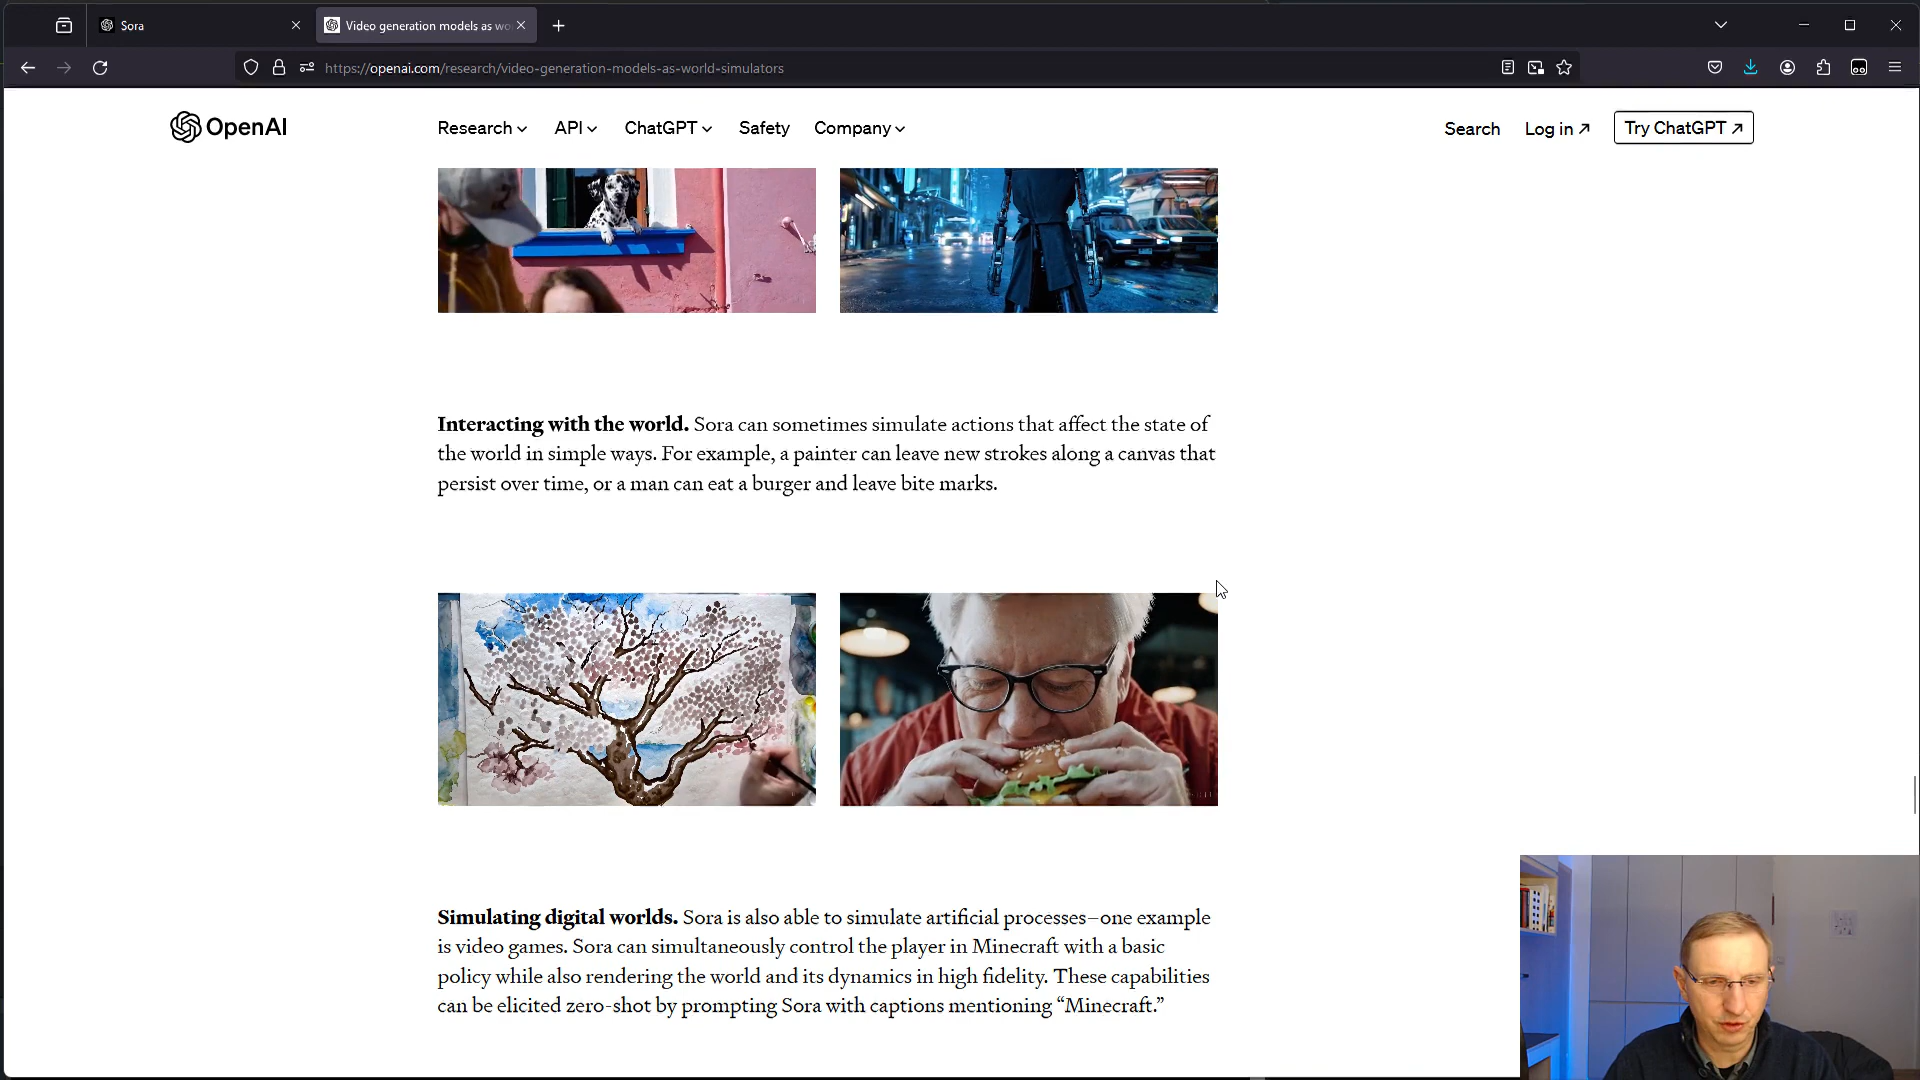 Sora
Video generation models as wo
https://openai.com/research/video-generation-models-as-world-simulators
OpenAI
Research
API
ChatGPT
Safety
Company
Search
Log in ↗
Try ChatGPT ↗
Interacting with the world. Sora can sometimes simulate actions that affect the state of
the world in simple ways. For example, a painter can leave new strokes along a canvas that
persist over time, or a man can eat a burger and leave bite marks.
Simulating digital worlds. Sora is also able to simulate artificial processes–one example
is video games. Sora can simultaneously control the player in Minecraft with a basic
policy while also rendering the world and its dynamics in high fidelity. These capabilities
can be elicited zero-shot by prompting Sora with captions mentioning “Minecraft.”